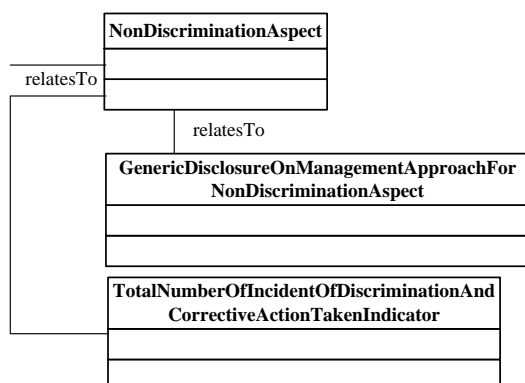 NonDiscriminationAspect
relatesTo
relatesTo
GenericDisclosureOnManagementApproachFor
NonDiscriminationAspect
TotalNumberOfIncidentOfDiscriminationAnd
CorrectiveActionTakenIndicator